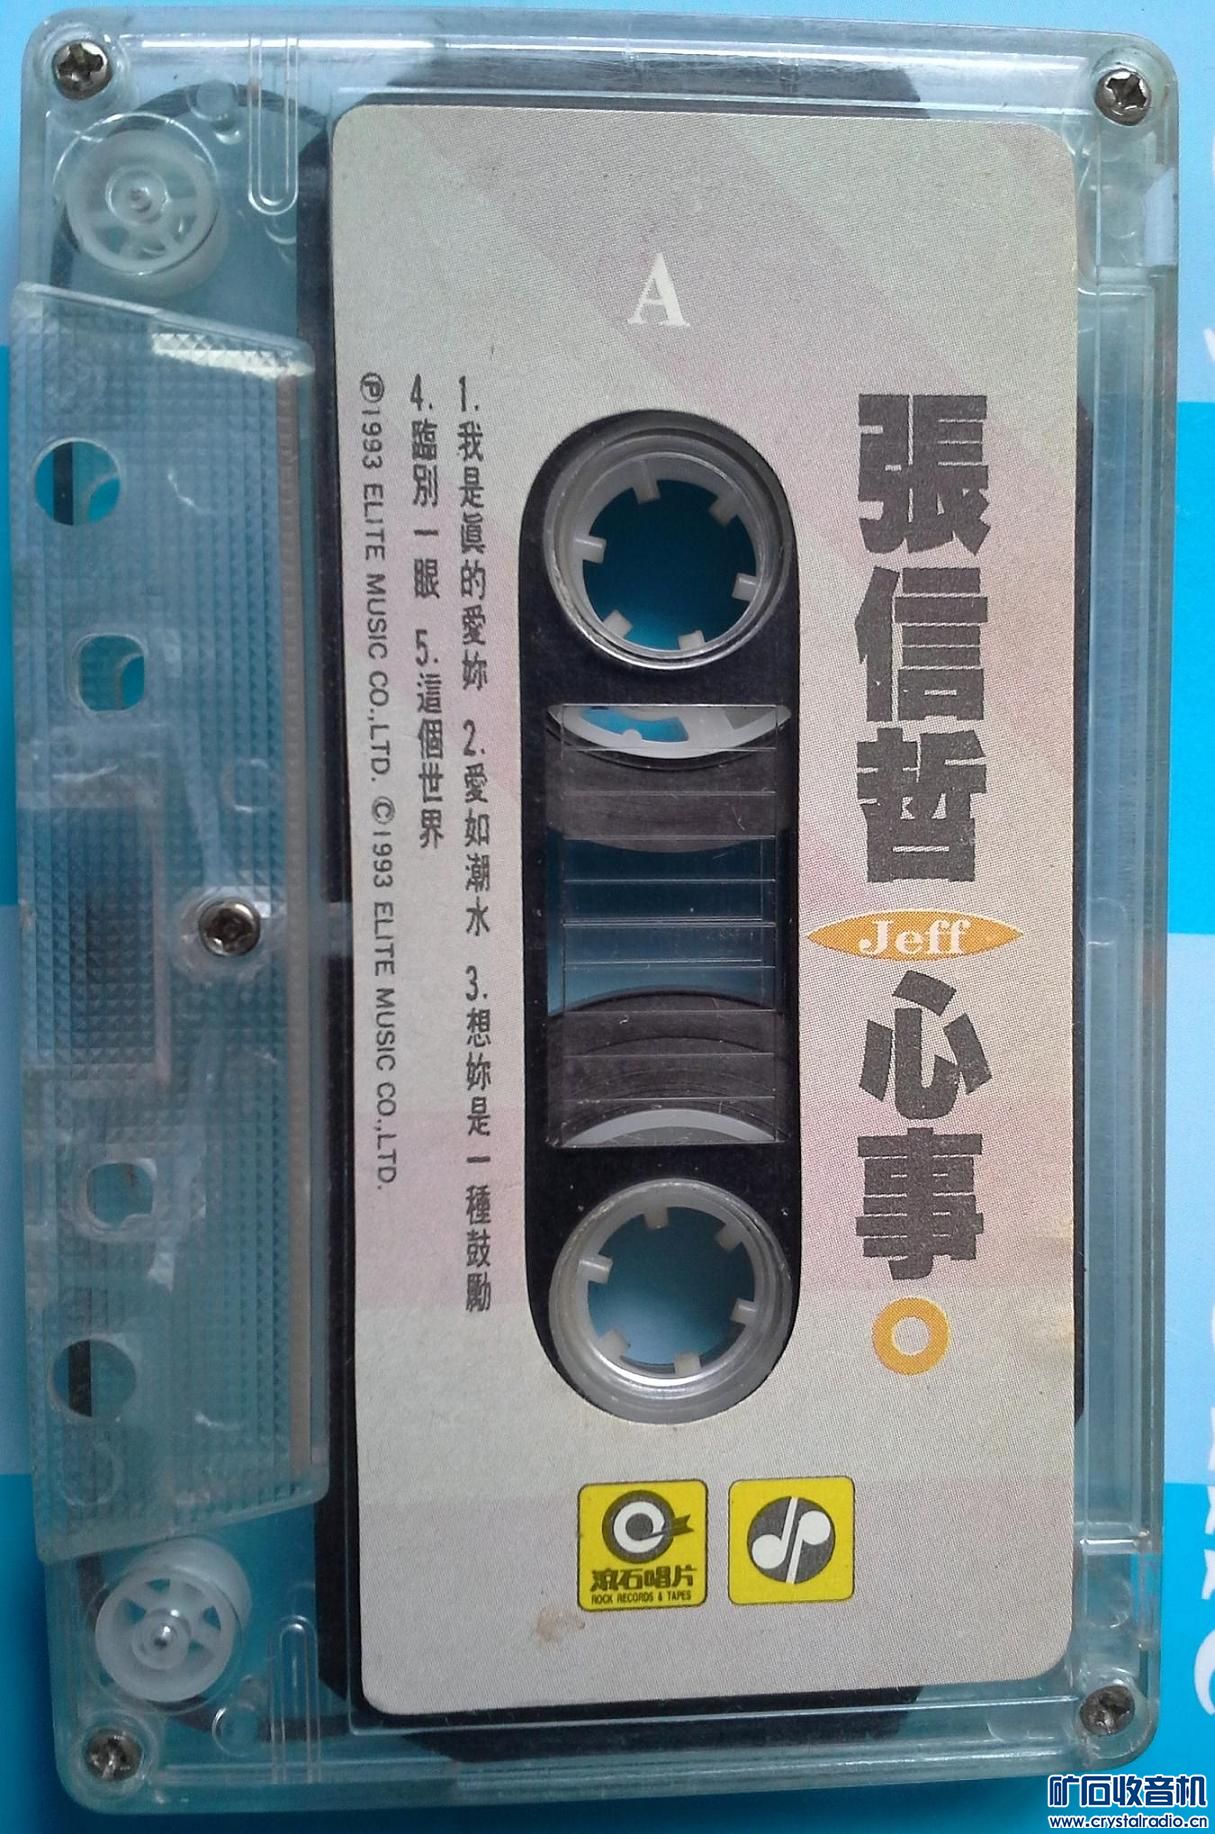 A
張信哲 Jeff 心事
1.我是眞的愛妳 2.愛如潮水 3.想妳是一種鼓勵
4.臨別一眼 5.這個世界
Ⓟ1993 ELITE MUSIC CO.,LTD. ©1993 ELITE MUSIC CO.,LTD.
滾石唱片
ROCK RECORDS & TAPES
矿石收音机
www.crystalradio.cn